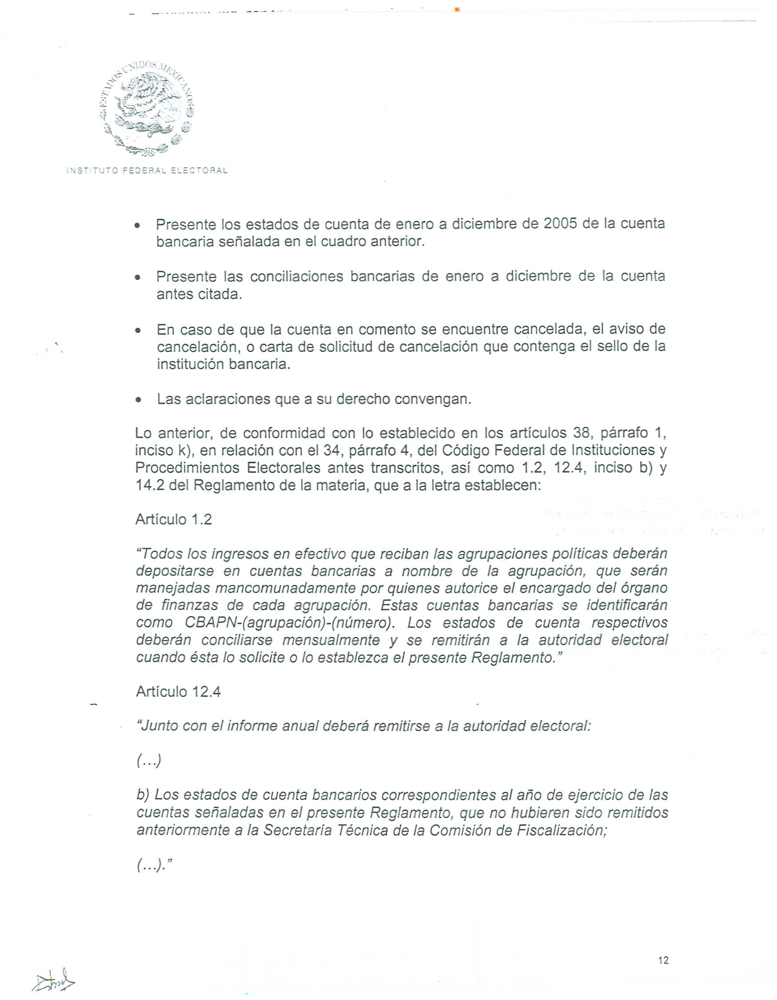 ESTADOS UNIDOS MEXICANOS
INSTITUTO FEDERAL ELECTORAL
• Presente los estados de cuenta de enero a diciembre de 2005 de la cuenta
bancaria señalada en el cuadro anterior.
• Presente las conciliaciones bancarias de enero a diciembre de la cuenta
antes citada.
• En caso de que la cuenta en comento se encuentre cancelada, el aviso de
cancelación, o carta de solicitud de cancelación que contenga el sello de la
institución bancaria.
• Las aclaraciones que a su derecho convengan.
Lo anterior, de conformidad con lo establecido en los artículos 38, párrafo 1,
inciso k), en relación con el 34, párrafo 4, del Código Federal de Instituciones y
Procedimientos Electorales antes transcritos, así como 1.2, 12.4, inciso b) y
14.2 del Reglamento de la materia, que a la letra establecen:
Artículo 1.2
“Todos los ingresos en efectivo que reciban las agrupaciones políticas deberán
depositarse en cuentas bancarias a nombre de la agrupación, que serán
manejadas mancomunadamente por quienes autorice el encargado del órgano
de finanzas de cada agrupación. Estas cuentas bancarias se identificarán
como CBAPN-(agrupación)-(número). Los estados de cuenta respectivos
deberán conciliarse mensualmente y se remitirán a la autoridad electoral
cuando ésta lo solicite o lo establezca el presente Reglamento.”
Artículo 12.4
“Junto con el informe anual deberá remitirse a la autoridad electoral:
(...)
b) Los estados de cuenta bancarios correspondientes al año de ejercicio de las
cuentas señaladas en el presente Reglamento, que no hubieren sido remitidos
anteriormente a la Secretaría Técnica de la Comisión de Fiscalización;
(...).”
12